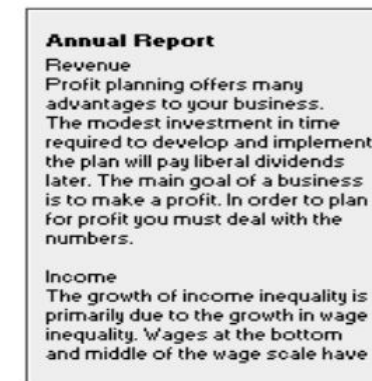 Annual Report
Revenue
Profit planning offers many
advantages to your business.
The modest investment in time
required to develop and implement
the plan will pay liberal dividends
later. The main goal of a business
is to make a profit. In order to plan
for profit you must deal with the
numbers.
Income
The growth of income inequality is
primarily due to the growth in wage
inequality. Wages at the bottom
and middle of the wage scale have